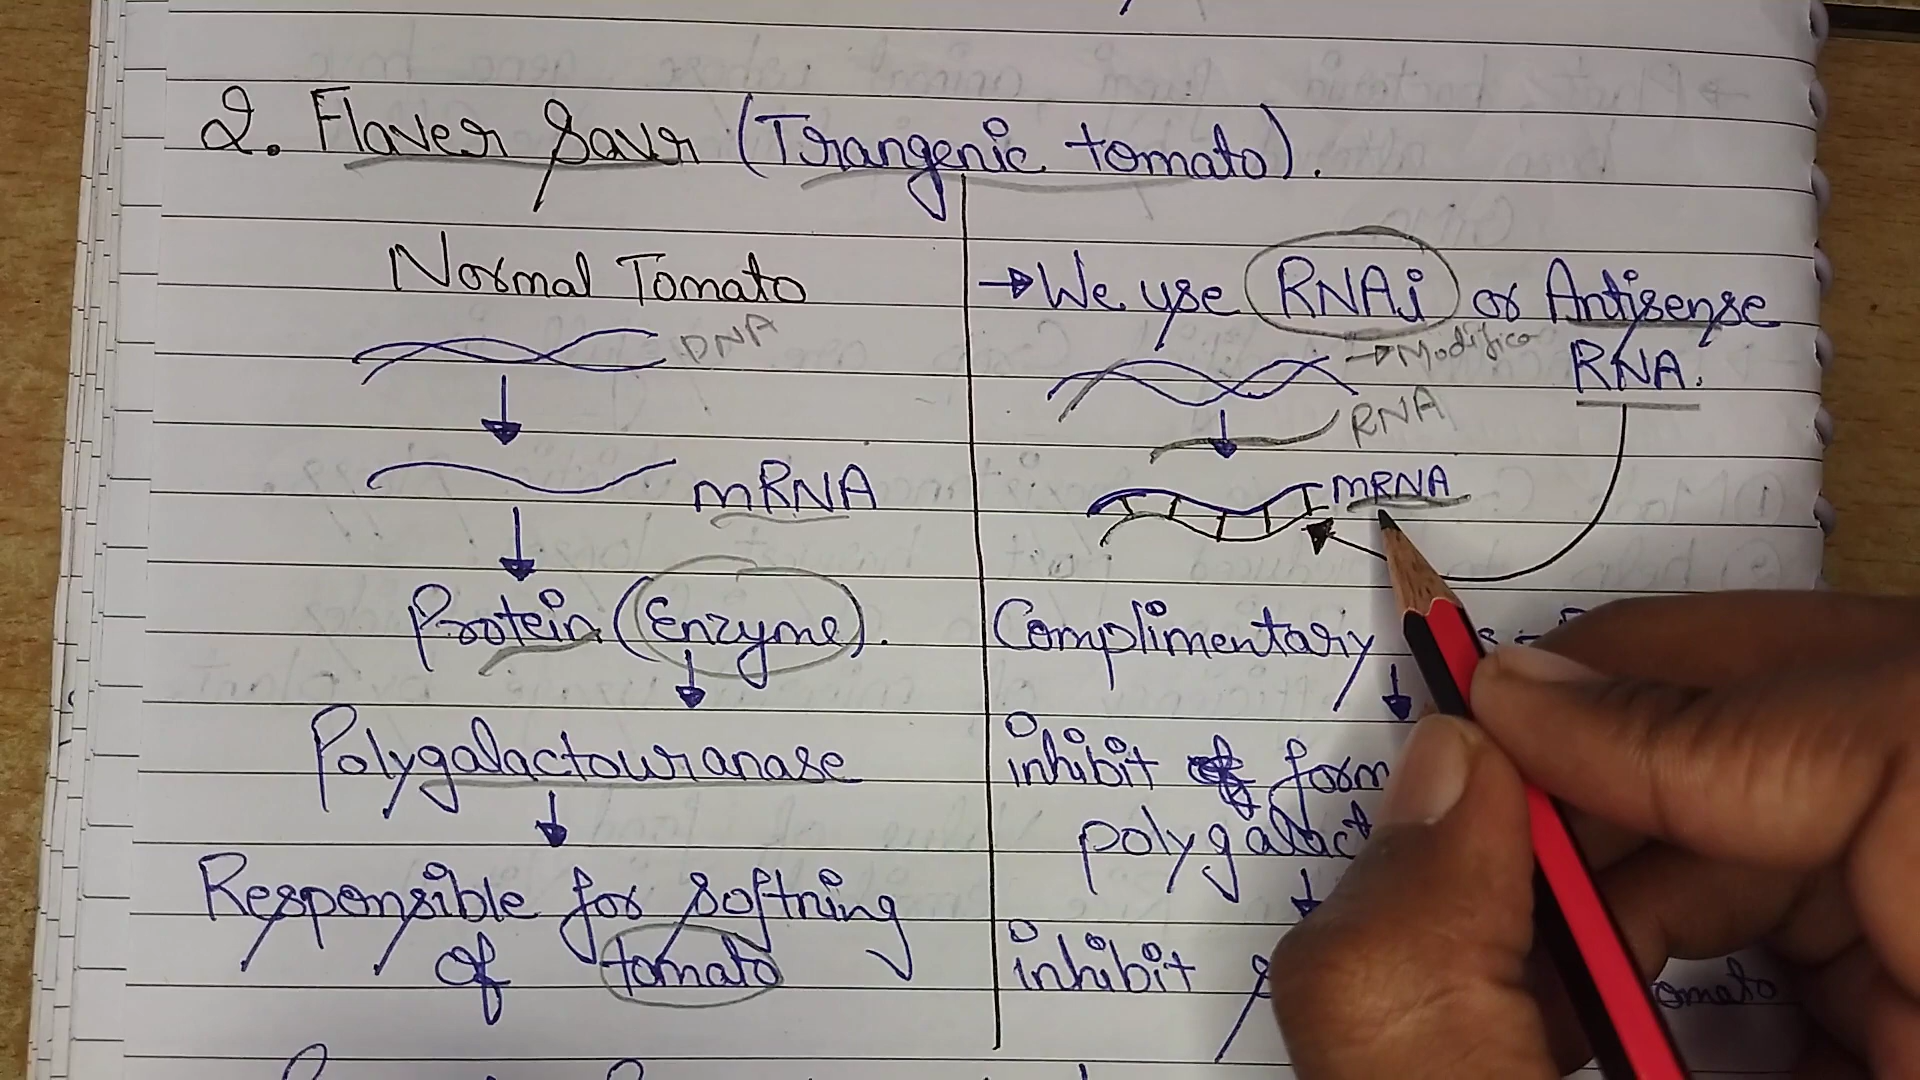 2. Flaver Savr (Trangenic tomato).
Normal Tomato
DNA
mRNA
Protein (Enzyme).
Polygalactouranase
Responsible for softning
of tomato
→ We use RNAi or Antisense
RNA.
→ Modifica
RNA
mRNA
Complimentary
inhibit form
polygalact
inhibit
omato